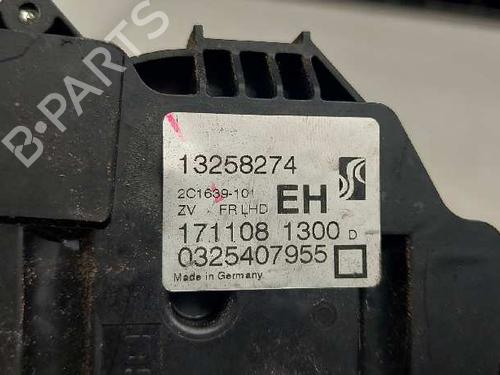 B-PARTS
13258274
2C1639-101 EH
ZV FR LHD
171108 1300 D
0325407955
Made in Germany